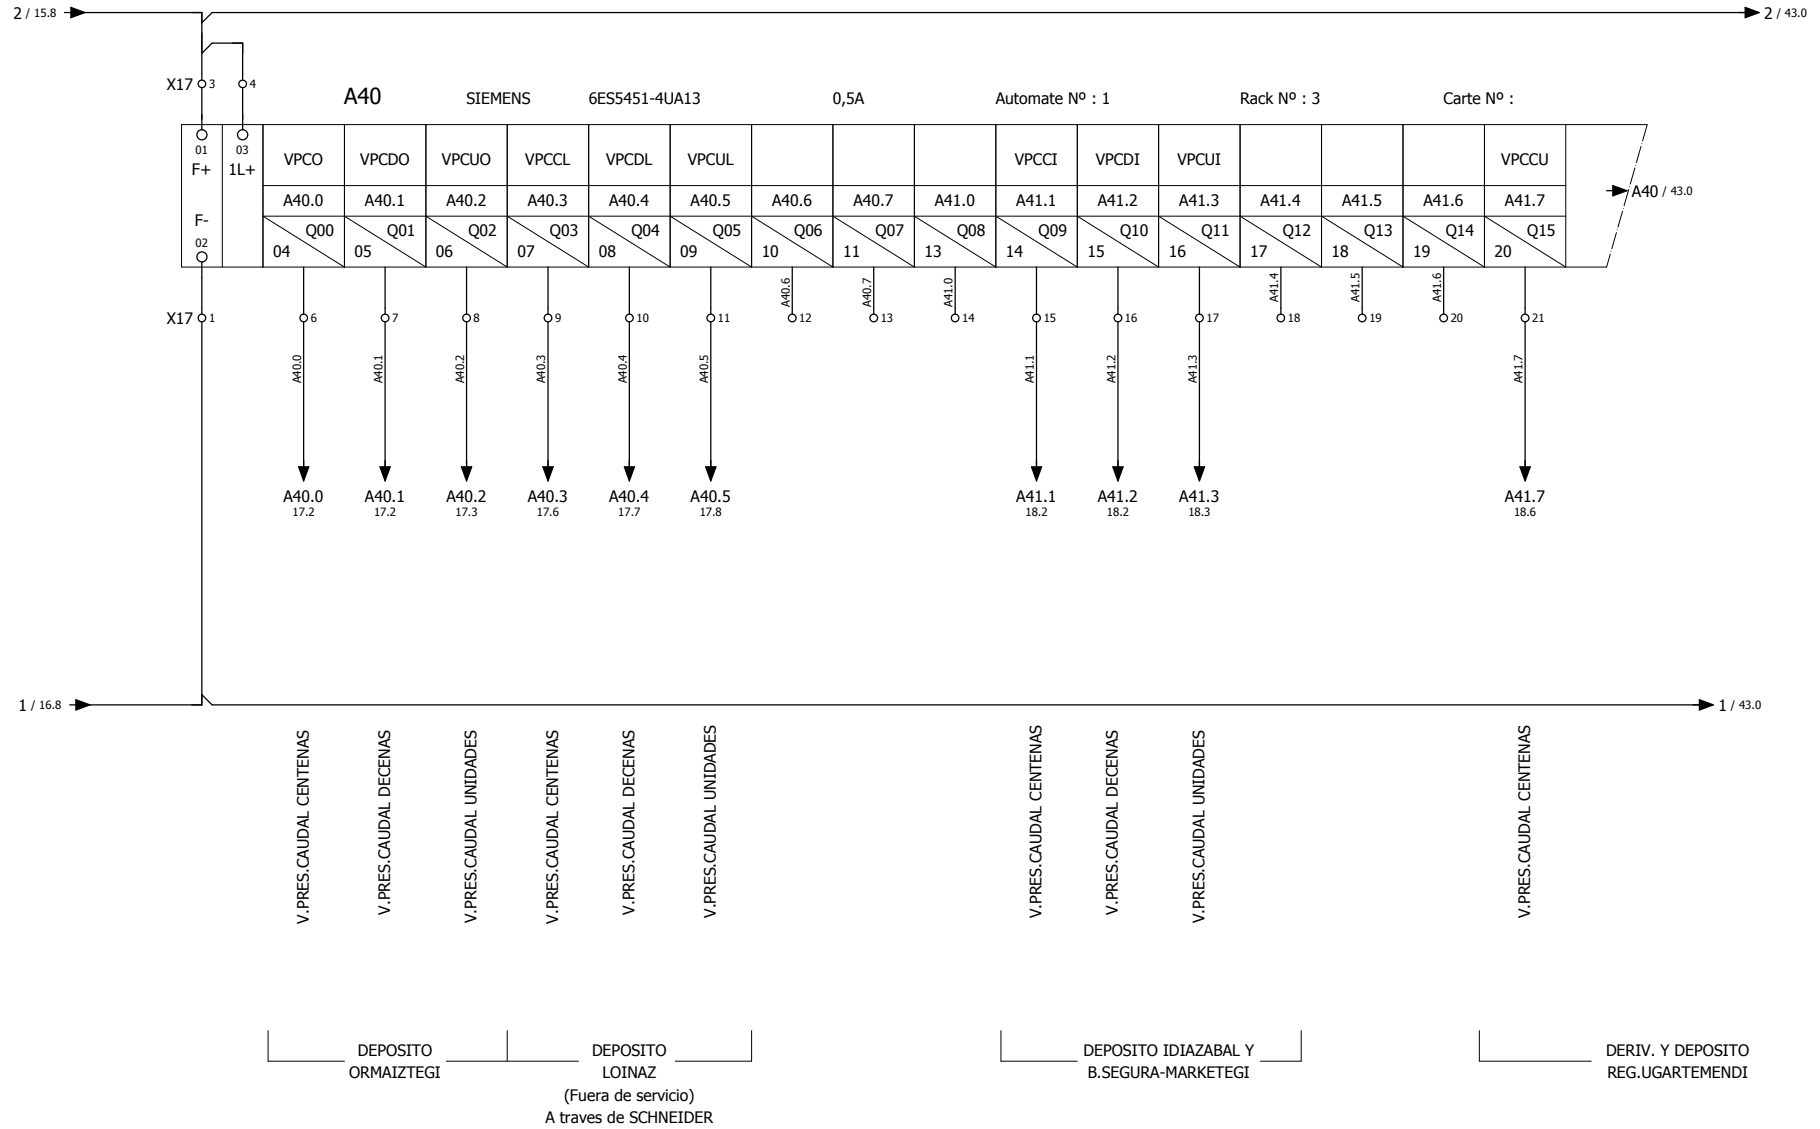 2 / 15.8
2 / 43.0
X17 3 4
A40 SIEMENS 6ES5451-4UA13 0,5A Automate Nº : 1 Rack Nº : 3 Carte Nº :
01 03
F+ 1L+
VPCO VPCDO VPCUO VPCCL VPCDL VPCUL VPCCI VPCDI VPCUI VPCCU
A40.0 A40.1 A40.2 A40.3 A40.4 A40.5 A40.6 A40.7 A41.0 A41.1 A41.2 A41.3 A41.4 A41.5 A41.6 A41.7
A40 / 43.0
F-
02
Q00 Q01 Q02 Q03 Q04 Q05 Q06 Q07 Q08 Q09 Q10 Q11 Q12 Q13 Q14 Q15
04 05 06 07 08 09 10 11 13 14 15 16 17 18 19 20
A40.6 A40.7 A41.0 A41.4 A41.5 A41.6
X17 1 6 7 8 9 10 11 12 13 14 15 16 17 18 19 20 21
A40.0 A40.1 A40.2 A40.3 A40.4 A40.5 A41.1 A41.2 A41.3 A41.7
A40.0 A40.1 A40.2 A40.3 A40.4 A40.5 A41.1 A41.2 A41.3 A41.7
17.2 17.2 17.3 17.6 17.7 17.8 18.2 18.2 18.3 18.6
1 / 16.8
1 / 43.0
V.PRES.CAUDAL CENTENAS
V.PRES.CAUDAL DECENAS
V.PRES.CAUDAL UNIDADES
V.PRES.CAUDAL CENTENAS
V.PRES.CAUDAL DECENAS
V.PRES.CAUDAL UNIDADES
V.PRES.CAUDAL CENTENAS
V.PRES.CAUDAL DECENAS
V.PRES.CAUDAL UNIDADES
V.PRES.CAUDAL CENTENAS
DEPOSITO
ORMAIZTEGI
DEPOSITO
LOINAZ
(Fuera de servicio)
A traves de SCHNEIDER
DEPOSITO IDIAZABAL Y
B.SEGURA-MARKETEGI
DERIV. Y DEPOSITO
REG.UGARTEMENDI